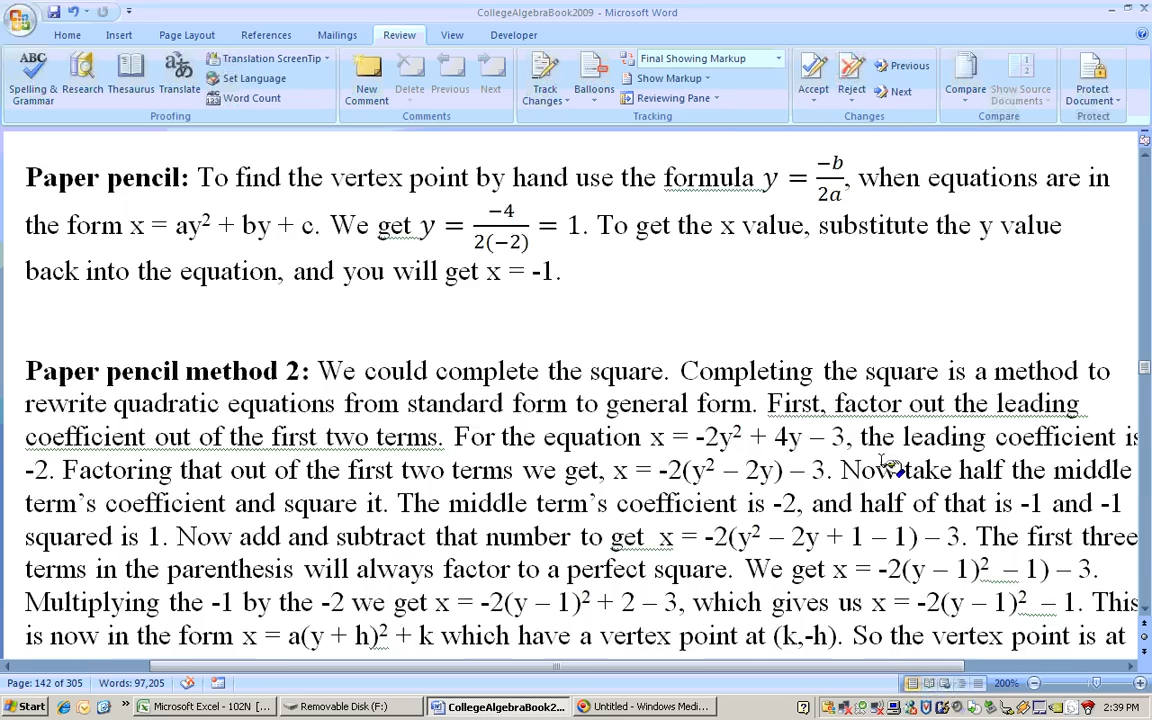 CollegeAlgebraBook2009 - Microsoft Word
Home Insert Page Layout References Mailings Review View Developer
ABC Spelling & Grammar Research Thesaurus Translate Translation ScreenTip Set Language Word Count
New Comment Delete Previous Next
Track Changes Balloons Final Showing Markup Show Markup Reviewing Pane
Accept Reject Previous Next Compare Show Source Documents Protect Document
Proofing Comments Tracking Changes Compare Protect
Paper pencil: To find the vertex point by hand use the formula y = −b/2a, when equations are in
the form x = ay² + by + c. We get y = −4/2(−2) = 1. To get the x value, substitute the y value
back into the equation, and you will get x = -1.
Paper pencil method 2: We could complete the square. Completing the square is a method to
rewrite quadratic equations from standard form to general form. First, factor out the leading
coefficient out of the first two terms. For the equation x = -2y² + 4y – 3, the leading coefficient is
-2. Factoring that out of the first two terms we get, x = -2(y² – 2y) – 3. Now take half the middle
term's coefficient and square it. The middle term's coefficient is -2, and half of that is -1 and -1
squared is 1. Now add and subtract that number to get x = -2(y² – 2y + 1 – 1) – 3. The first three
terms in the parenthesis will always factor to a perfect square. We get x = -2(y – 1)² – 1) – 3.
Multiplying the -1 by the -2 we get x = -2(y – 1)² + 2 – 3, which gives us x = -2(y – 1)² – 1. This
is now in the form x = a(y + h)² + k which have a vertex point at (k,-h). So the vertex point is at
Page: 142 of 305 Words: 97,205 200%
Start Microsoft Excel - 102N [... Removable Disk (F:) CollegeAlgebraBook2... Untitled - Windows Medi... 2:39 PM